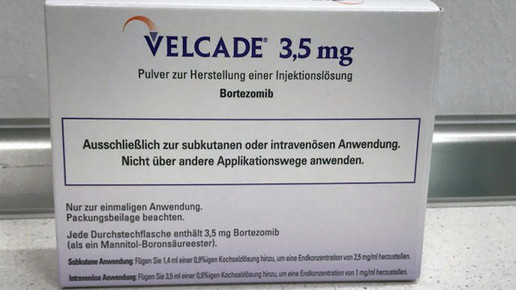 VELCADE® 3,5 mg
Pulver zur Herstellung einer Injektionslösung
Bortezomib
Ausschließlich zur subkutanen oder intravenösen Anwendung.
Nicht über andere Applikationswege anwenden.
Nur zur einmaligen Anwendung.
Packungsbeilage beachten.
Jede Durchstechflasche enthält 3,5 mg Bortezomib
(als ein Mannitol-Boronsäureester).
Subkutane Anwendung: Fügen Sie 1,4 ml einer 0,9%igen Kochsalzlösung hinzu, um eine Endkonzentration von 2,5 mg/ml herzustellen.
Intravenöse Anwendung: Fügen Sie 3,5 ml einer 0,9%igen Kochsalzlösung hinzu, um eine Endkonzentration von 1 mg/ml herzustellen.